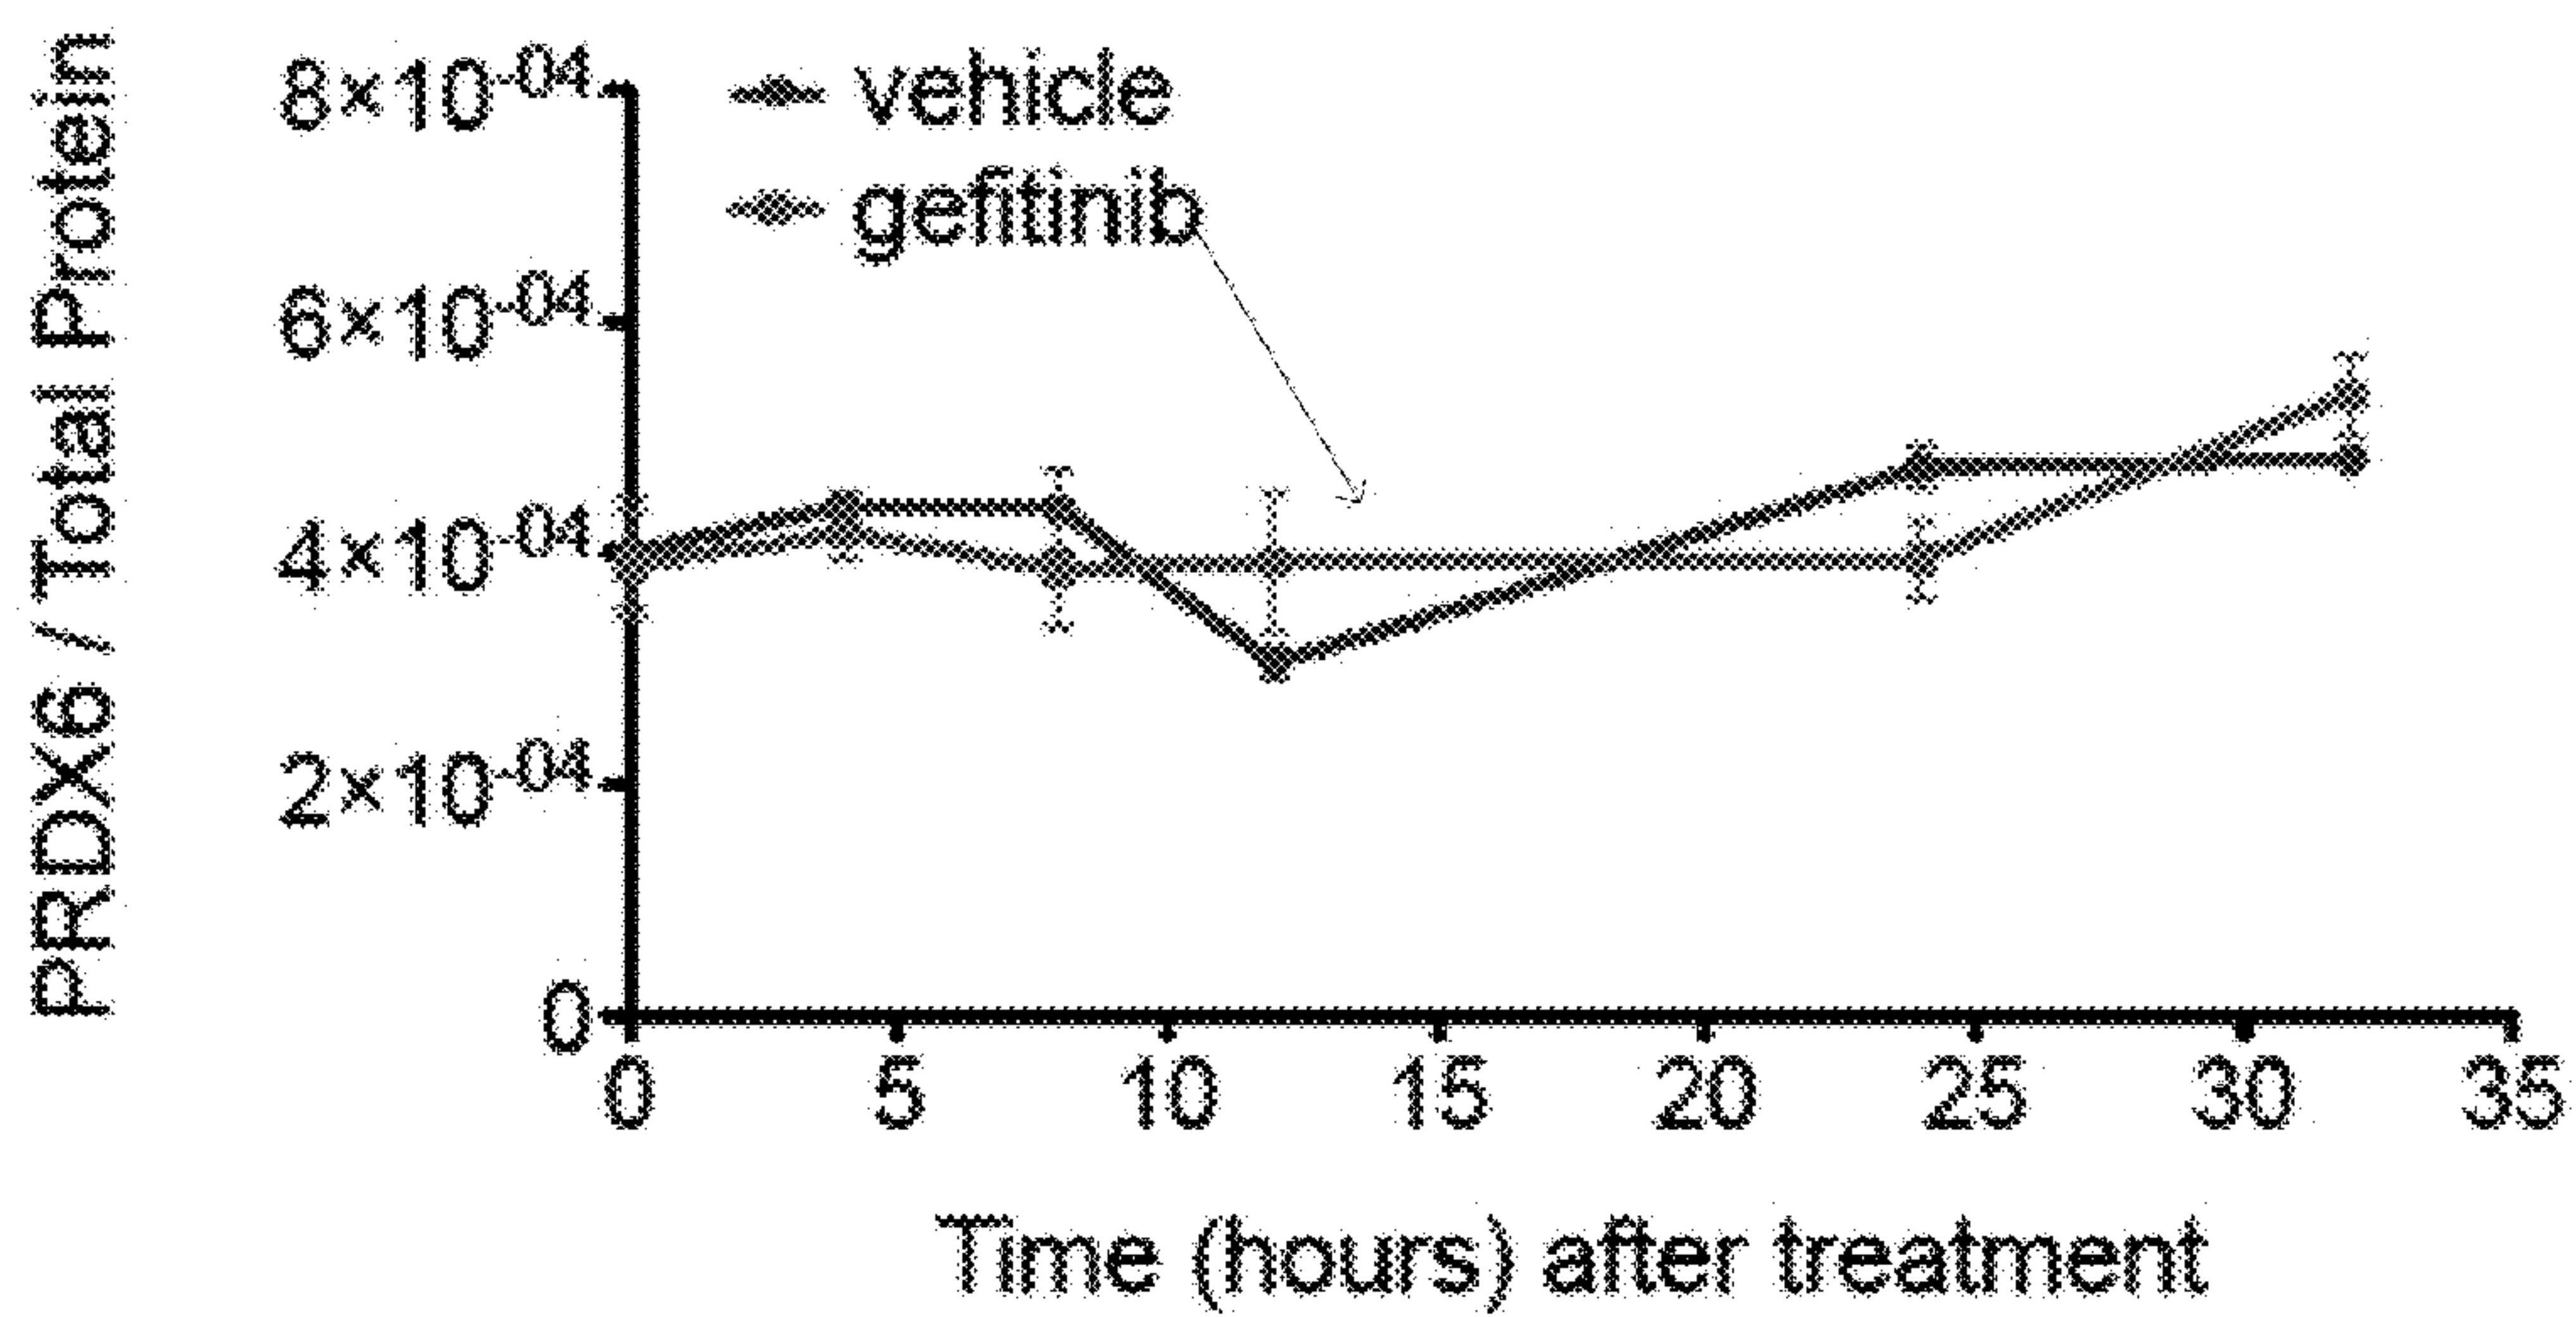 PRDX6 / Total Protein
8×10-04
6×10-04
4×10-04
2×10-04
0
vehicle
gefitinib
0 5 10 15 20 25 30 35
Time (hours) after treatment